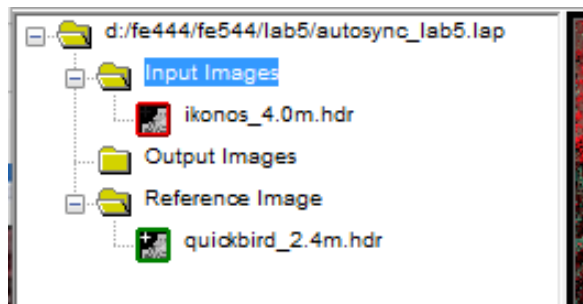 d:/fe444/fe544/lab5/autosync_lab5.lap
Input Images
ikonos_4.0m.hdr
Output Images
Reference Image
quickbird_2.4m.hdr